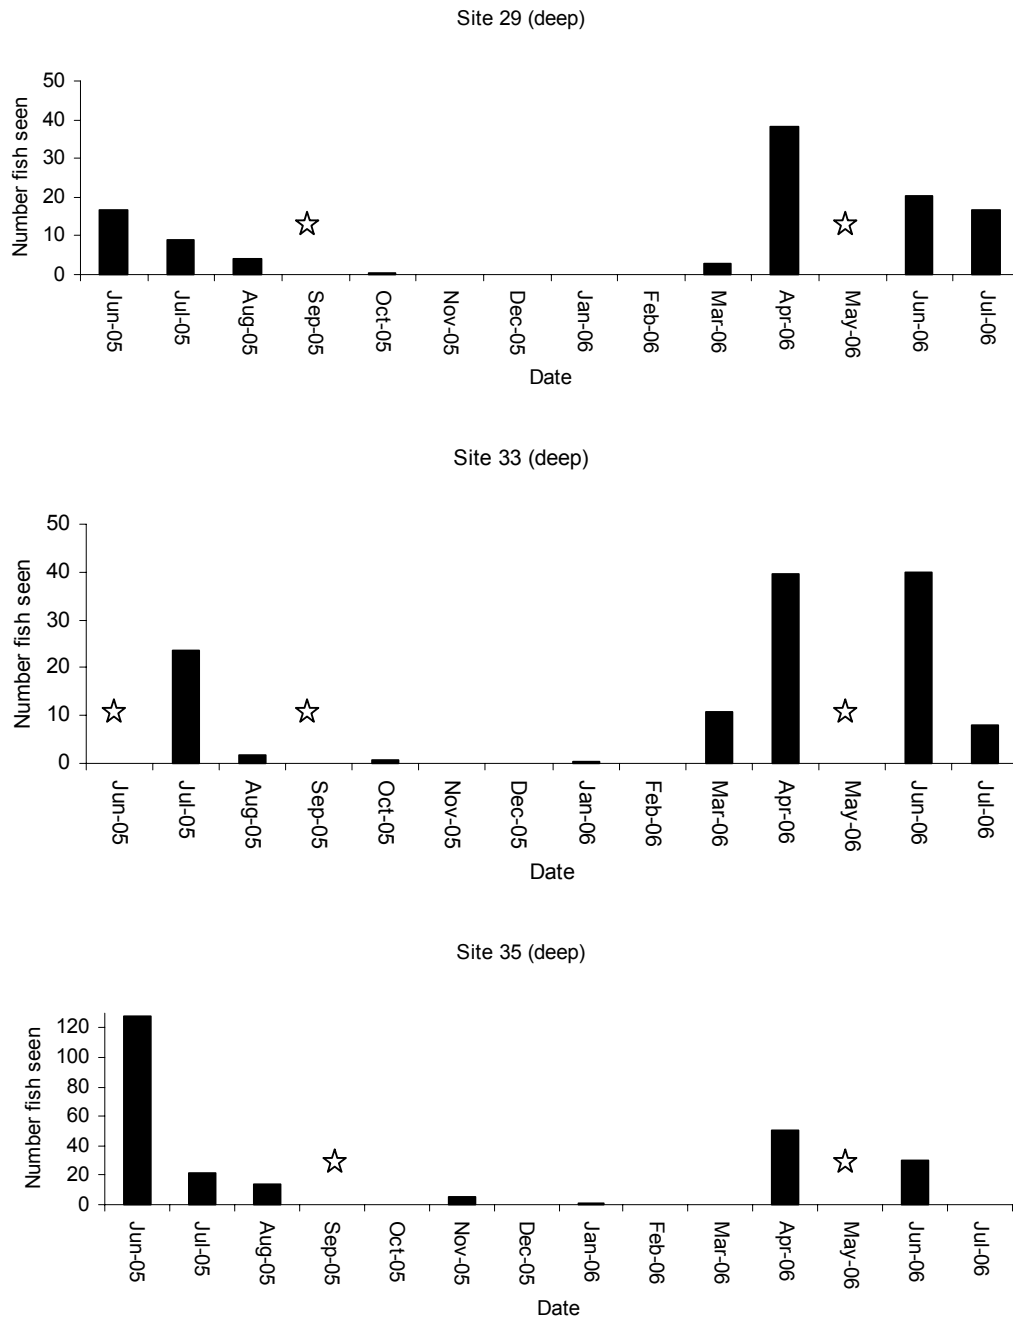 Site 29 (deep)
Number fish seen
50
40
30
20
10
0
Jun-05
Jul-05
Aug-05
Sep-05
Oct-05
Nov-05
Dec-05
Jan-06
Feb-06
Mar-06
Apr-06
May-06
Jun-06
Jul-06
Date
Site 33 (deep)
Number fish seen
50
40
30
20
10
0
Jun-05
Jul-05
Aug-05
Sep-05
Oct-05
Nov-05
Dec-05
Jan-06
Feb-06
Mar-06
Apr-06
May-06
Jun-06
Jul-06
Date
Site 35 (deep)
Number fish seen
120
100
80
60
40
20
0
Jun-05
Jul-05
Aug-05
Sep-05
Oct-05
Nov-05
Dec-05
Jan-06
Feb-06
Mar-06
Apr-06
May-06
Jun-06
Jul-06
Date